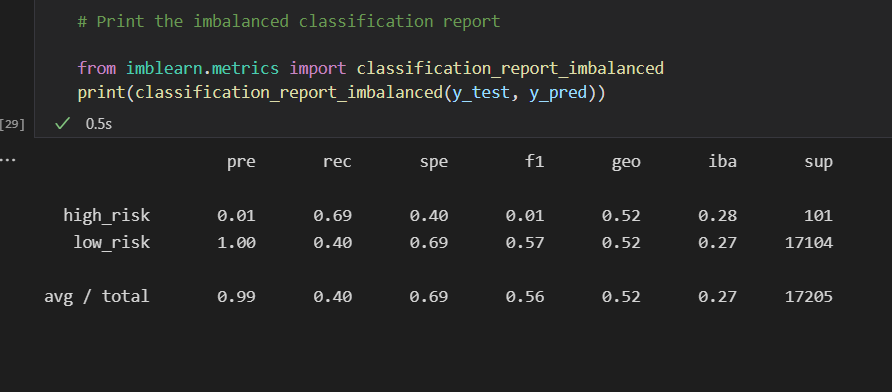 # Print the imbalanced classification report
from imblearn.metrics import classification_report_imbalanced
print(classification_report_imbalanced(y_test, y_pred))
[29] 0.5s
...
pre rec spe f1 geo iba sup
high_risk 0.01 0.69 0.40 0.01 0.52 0.28 101
low_risk 1.00 0.40 0.69 0.57 0.52 0.27 17104
avg / total 0.99 0.40 0.69 0.56 0.52 0.27 17205